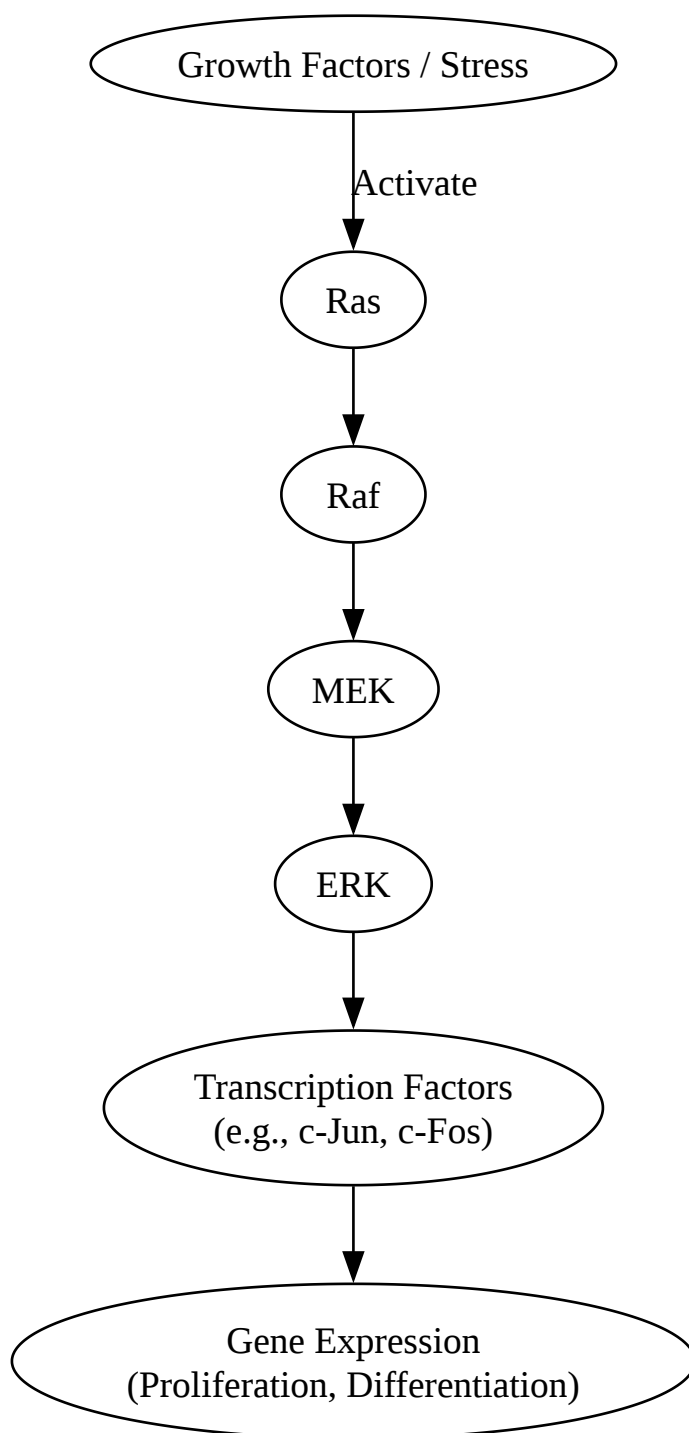 Growth Factors / Stress
Activate
Ras
Raf
MEK
ERK
Transcription Factors
(e.g., c-Jun, c-Fos)
Gene Expression
(Proliferation, Differentiation)